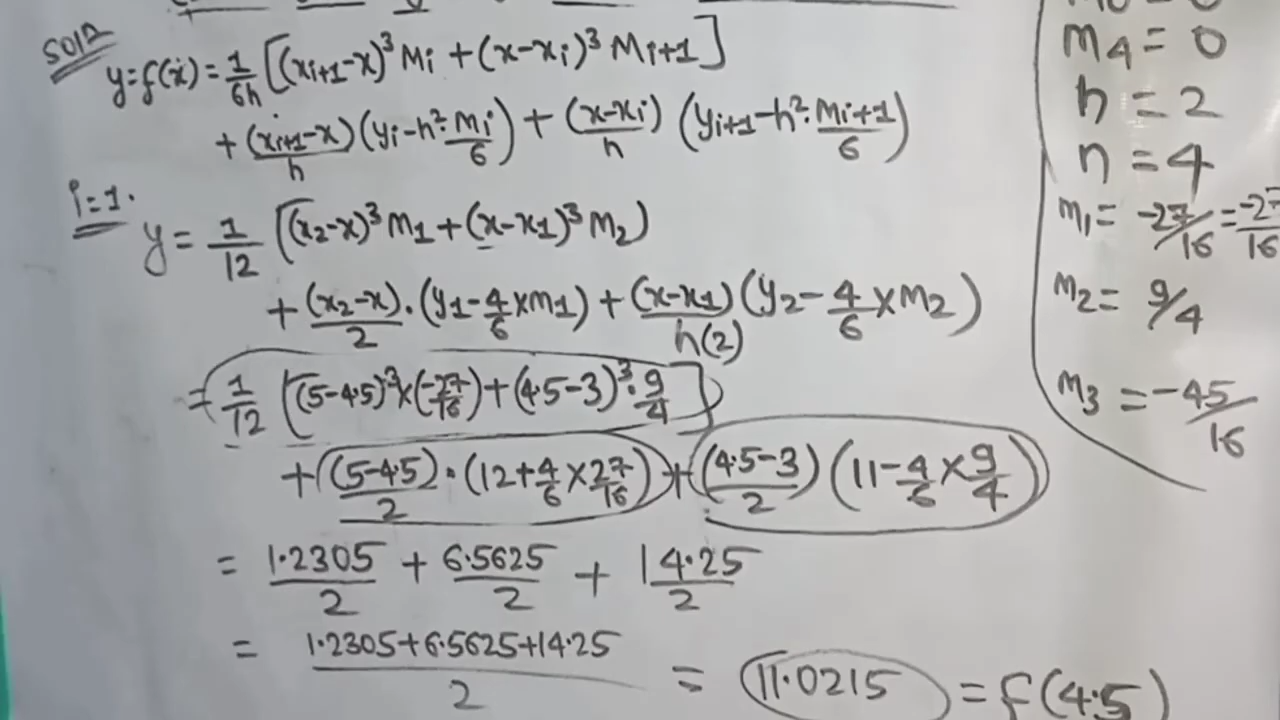 Soln
y=f(x) = 1/6h [(xi+1-x)³ Mi + (x-xi)³ Mi+1]
+ (xi+1-x)/h (yi-h²·Mi/6) + (x-xi)/h (yi+1-h²·Mi+1/6)
i=1.
y = 1/12 [(x2-x)³M1+(x-x1)³M2)
+ (x2-x)/2 · (y1-4/6×M1) + (x-x1)/h(2) (y2-4/6×M2)
= 1/12 [(5-4.5)³×(-27/16)+(4.5-3)³·9/4]
+ (5-4.5)/2 · (12+4/6×27/16) + (4.5-3)/2 (11-4/6×9/4)
= 1.2305/2 + 6.5625/2 + 14.25/2
= 1.2305+6.5625+14.25/2 = 11.0215 = f(4.5)
M4 = 0
h = 2
n = 4
M1 = -27/16 = -27/16
M2 = 9/4
M3 = -45/16